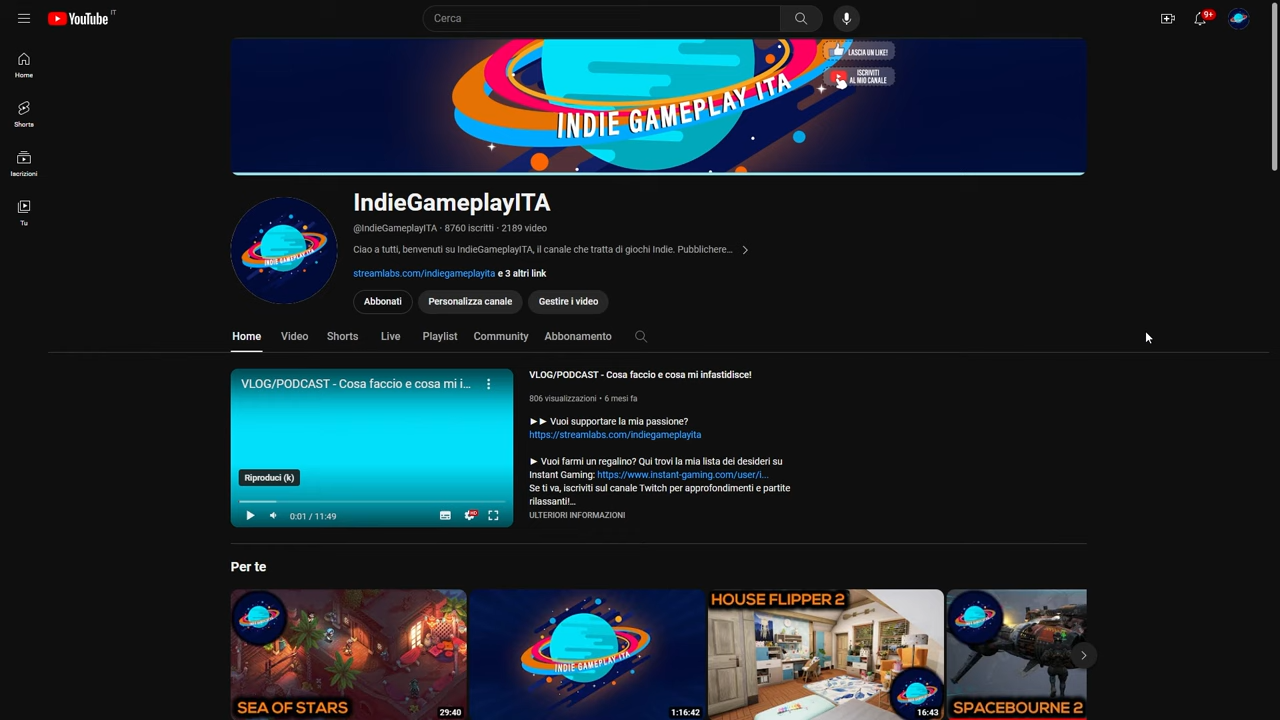 YouTube IT
Cerca
9+
Home
Shorts
Iscrizioni
Tu
LASCIA UN LIKE!
ISCRIVITI
AL MIO CANALE
INDIE GAMEPLAY ITA
INDIE GAMEPLAY ITA
IndieGameplayITA
@IndieGameplayITA · 8760 iscritti · 2189 video
Ciao a tutti, benvenuti su IndieGameplayITA, il canale che tratta di giochi Indie. Pubblichere...
streamlabs.com/indiegameplayita e 3 altri link
Abbonati Personalizza canale Gestire i video
Home Video Shorts Live Playlist Community Abbonamento
VLOG/PODCAST - Cosa faccio e cosa mi i...
Riproduci (k)
0:01 / 11:49
HD
VLOG/PODCAST - Cosa faccio e cosa mi infastidisce!
806 visualizzazioni • 6 mesi fa
►► Vuoi supportare la mia passione?
https://streamlabs.com/indiegameplayita
► Vuoi farmi un regalino? Qui trovi la mia lista dei desideri su
Instant Gaming: https://www.instant-gaming.com/user/i...
Se ti va, iscriviti sul canale Twitch per approfondimenti e partite
rilassanti!...
ULTERIORI INFORMAZIONI
Per te
SEA OF STARS
29:40
INDIE GAMEPLAY ITA
1:16:42
HOUSE FLIPPER 2
16:43
SPACEBOURNE 2